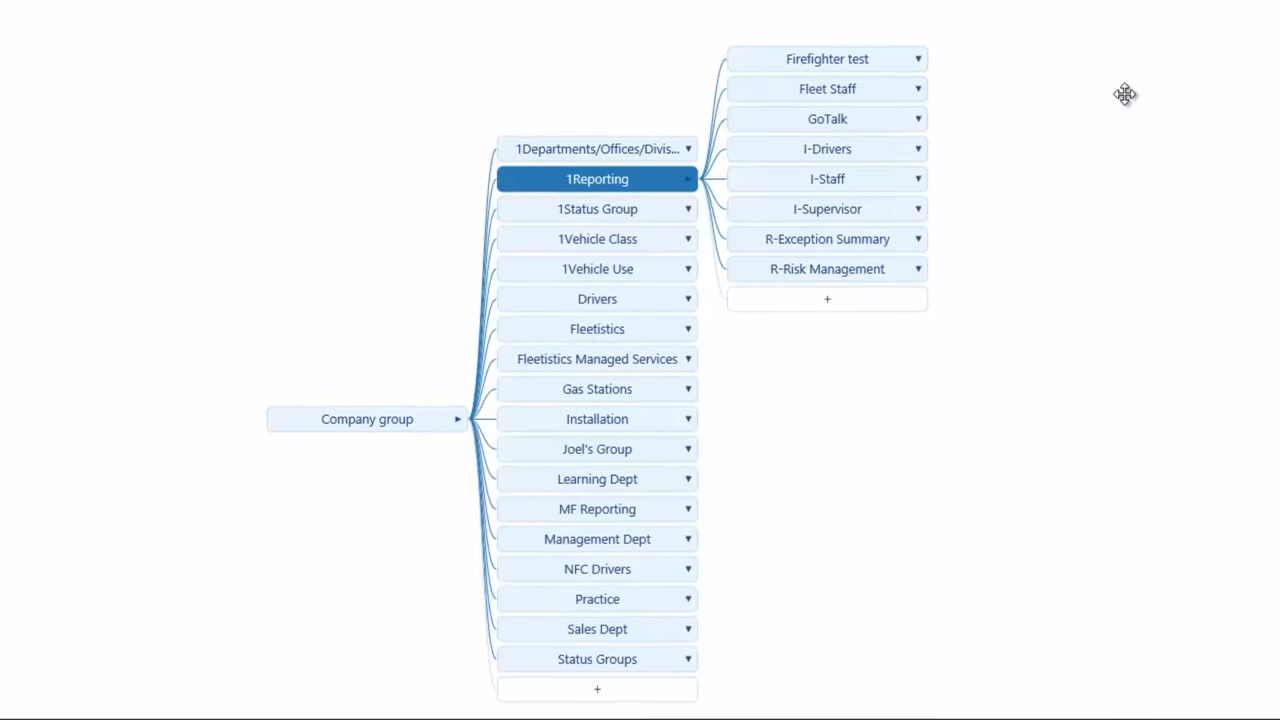 Company group
1Departments/Offices/Divis...
1Reporting
1Status Group
1Vehicle Class
1Vehicle Use
Drivers
Fleetistics
Fleetistics Managed Services
Gas Stations
Installation
Joel's Group
Learning Dept
MF Reporting
Management Dept
NFC Drivers
Practice
Sales Dept
Status Groups
+
Firefighter test
Fleet Staff
GoTalk
I-Drivers
I-Staff
I-Supervisor
R-Exception Summary
R-Risk Management
+